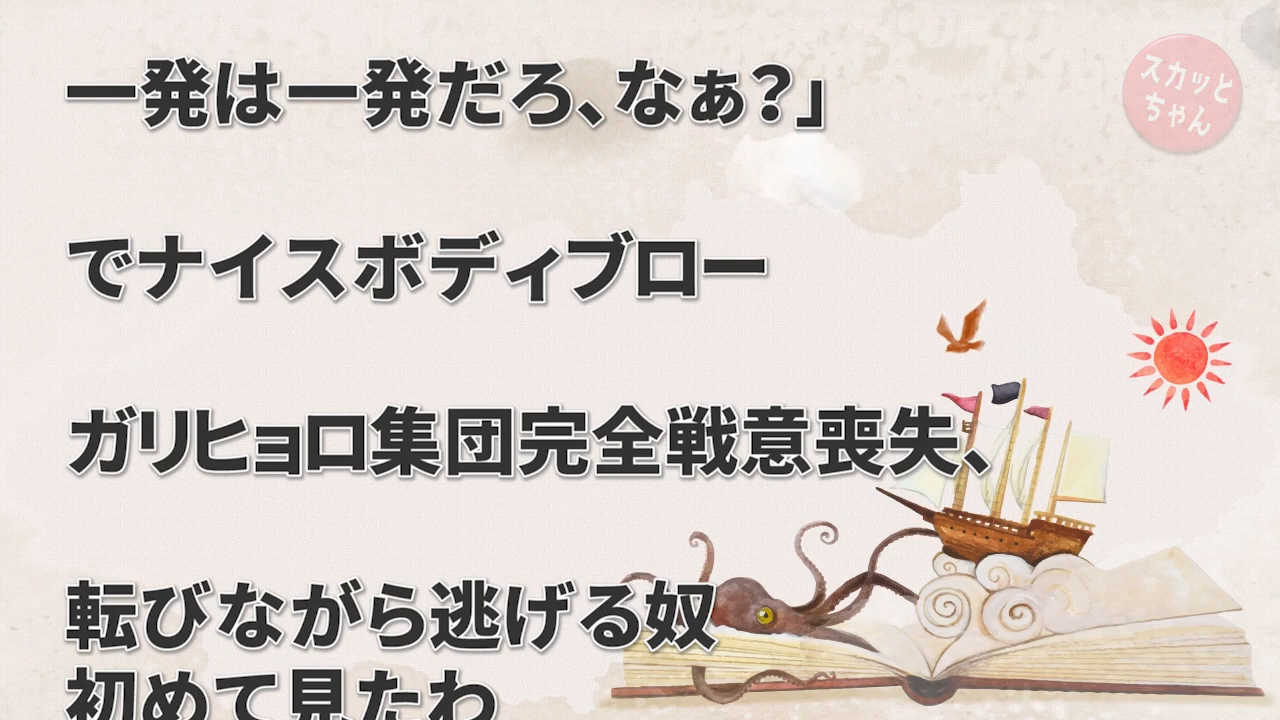 一発は一発だろ、なぁ？」
でナイスボディブロー
ガリヒョロ集団完全戦意喪失、
転びながら逃げる奴
初めて見たわ
スカッと
ちゃん